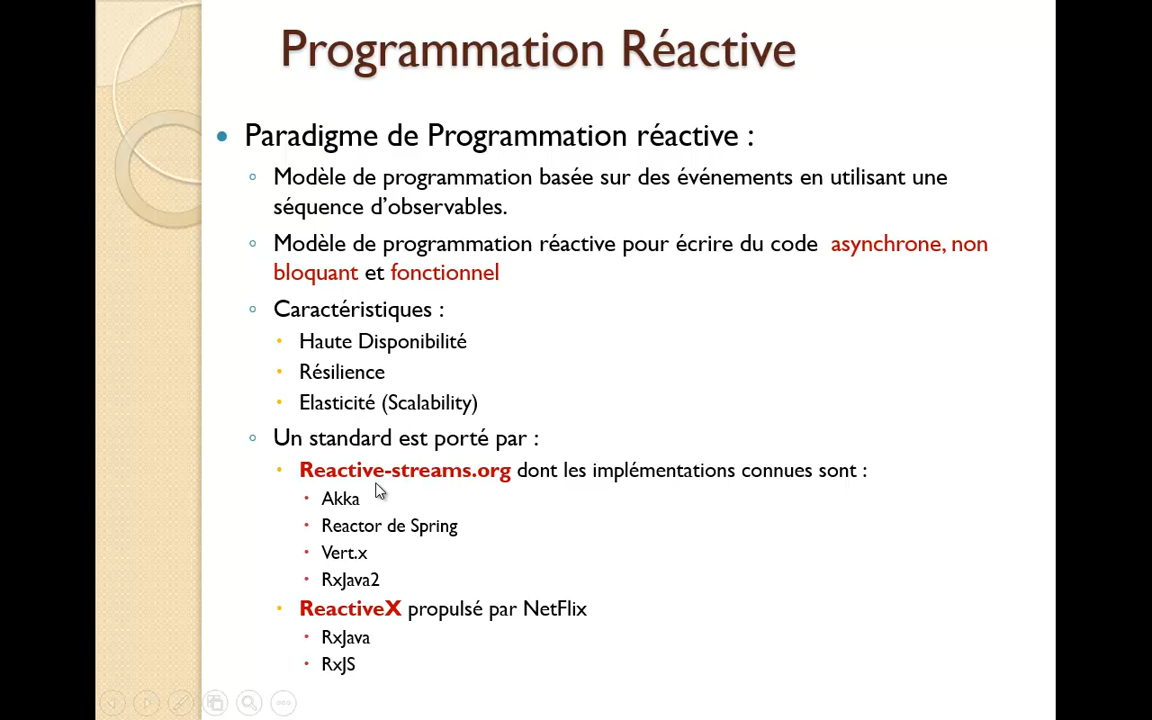 Programmation Réactive
Paradigme de Programmation réactive :
Modèle de programmation basée sur des événements en utilisant une
séquence d’observables.
Modèle de programmation réactive pour écrire du code asynchrone, non
bloquant et fonctionnel
Caractéristiques :
Haute Disponibilité
Résilience
Elasticité (Scalability)
Un standard est porté par :
Reactive-streams.org dont les implémentations connues sont :
Akka
Reactor de Spring
Vert.x
RxJava2
ReactiveX propulsé par NetFlix
RxJava
RxJS